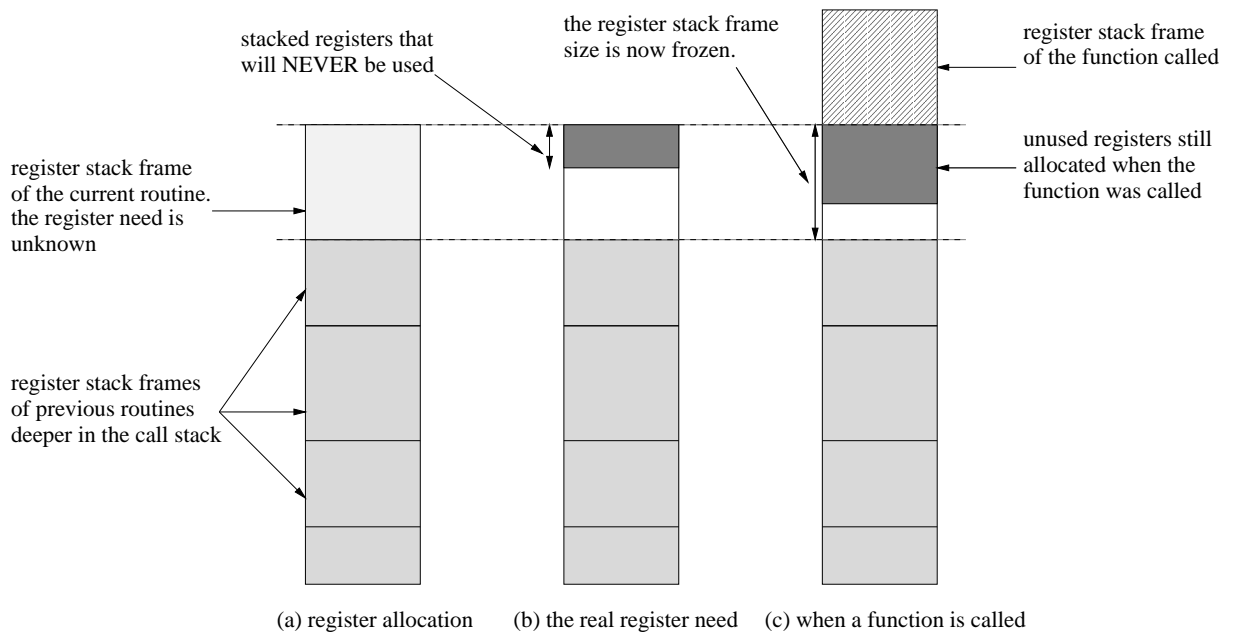 stacked registers that
will NEVER be used
the register stack frame
size is now frozen.
register stack frame
of the function called
register stack frame
of the current routine.
the register need is
unknown
unused registers still
allocated when the
function was called
register stack frames
of previous routines
deeper in the call stack
(a) register allocation
(b) the real register need
(c) when a function is called